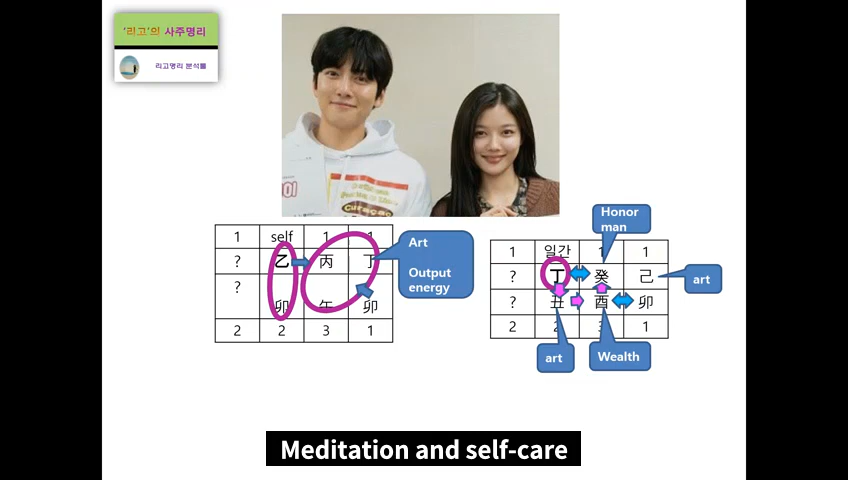 '리고'의 사주명리
리고명리 분석틀
Curaçao
1 self 1 1
? 乙 丙 丁
? 卯 午 卯
2 2 3 1
Art
Output
energy
Honor
man
1 일간 1 1
? 丁 癸 己
? 丑 酉 卯
2 2 3 1
art
art
Wealth
Meditation and self-care